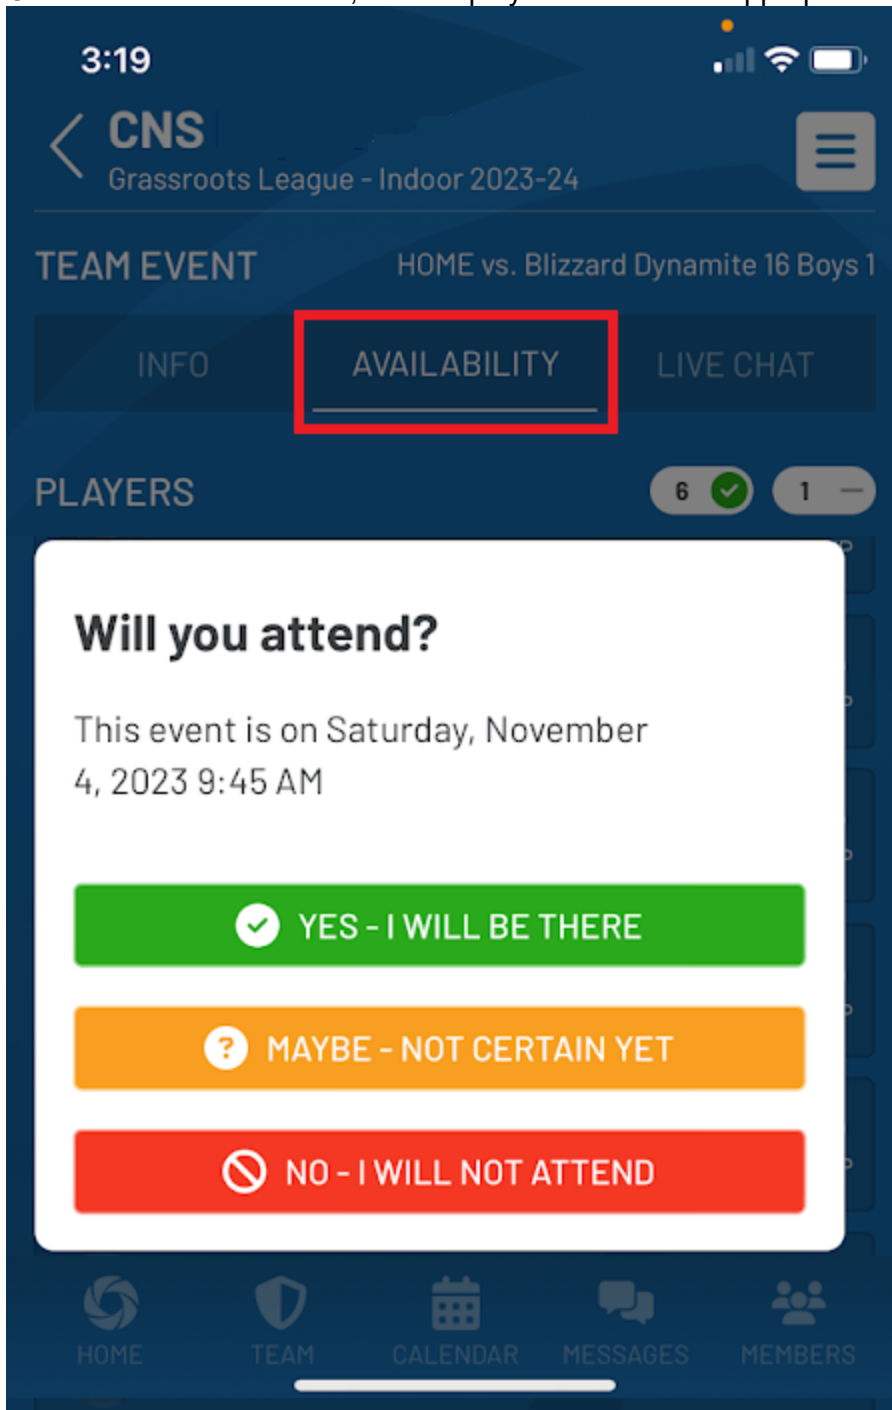 3:19
CNS
Grassroots League - Indoor 2023-24
TEAM EVENT HOME vs. Blizzard Dynamite 16 Boys 1
INFO AVAILABILITY LIVE CHAT
PLAYERS 6 1 —
Will you attend?
This event is on Saturday, November
4, 2023 9:45 AM
YES - I WILL BE THERE
? MAYBE - NOT CERTAIN YET
NO - I WILL NOT ATTEND
HOME TEAM CALENDAR MESSAGES MEMBERS